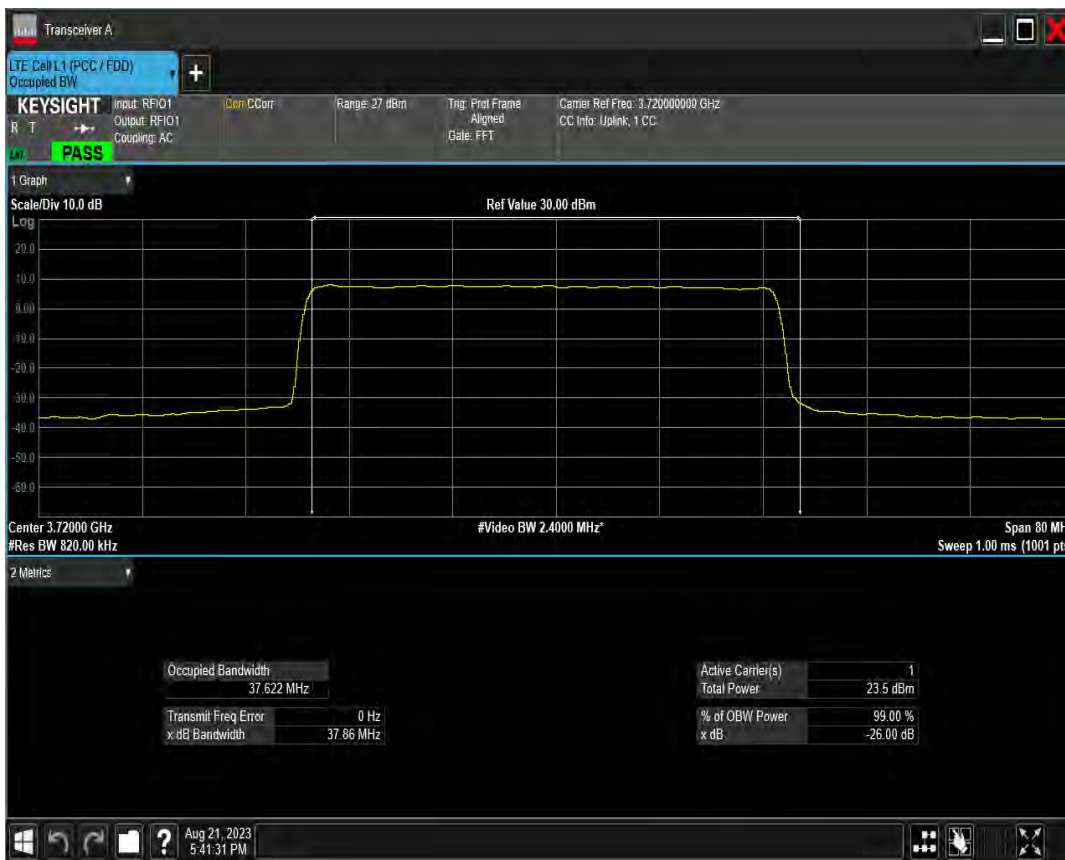 Transceiver A
LTE Cell L1 (PCC / FDD)
Occupied BW
+
KEYSIGHT
R T
PASS
Input: RFIO1
Output: RFIO1
Coupling: AC
Corr CCorr
Range: 27 dBm
Trig: Prot Frame
Aligned
Gate: FFT
Carrier Ref Freq: 3.720000000 GHz
CC Info: Uplink, 1 CC
1 Graph
Scale/Div 10.0 dB
Ref Value 30.00 dBm
Log
20.0
10.0
0.00
-10.0
-20.0
-30.0
-40.0
-50.0
-60.0
Center 3.72000 GHz
#Video BW 2.4000 MHz*
Span 80 MH
#Res BW 820.00 kHz
Sweep 1.00 ms (1001 pts
2 Metrics
Occupied Bandwidth
37.622 MHz
Transmit Freq Error 0 Hz
x dB Bandwidth 37.86 MHz
Active Carrier(s) 1
Total Power 23.5 dBm
% of OBW Power 99.00 %
x dB -26.00 dB
?
Aug 21, 2023
5:41:31 PM